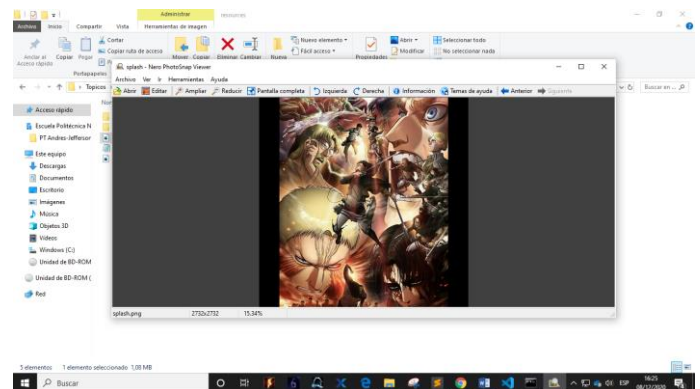 Administrar
resources
Archivo Inicio Compartir Vista Herramientas de imagen
Anclar al Acceso rápido
Copiar
Pegar
Cortar
Copiar ruta de acceso
Mover
Copiar
Eliminar
Cambiar
Nueva
Nuevo elemento
Fácil acceso
Propiedades
Abrir
Modificar
Seleccionar todo
No seleccionar nada
Portapapeles
splash - Nero PhotoSnap Viewer
Archivo Ver Ir Herramientas Ayuda
Abrir Editar Ampliar Reducir Pantalla completa Izquierda Derecha Información Temas de ayuda Anterior Siguiente
Topicos
Buscar en ...
Acceso rápido
Escuela Politécnica N
PT Andres-Jefferson
Este equipo
Descargas
Documentos
Escritorio
Imágenes
Música
Objetos 3D
Vídeos
Windows (C:)
Unidad de BD-ROM
Unidad de BD-ROM (
Red
splash.png 2732x2732 15.34%
5 elementos 1 elemento seleccionado 1,08 MB
Buscar
ESP
16:25
08/12/2020